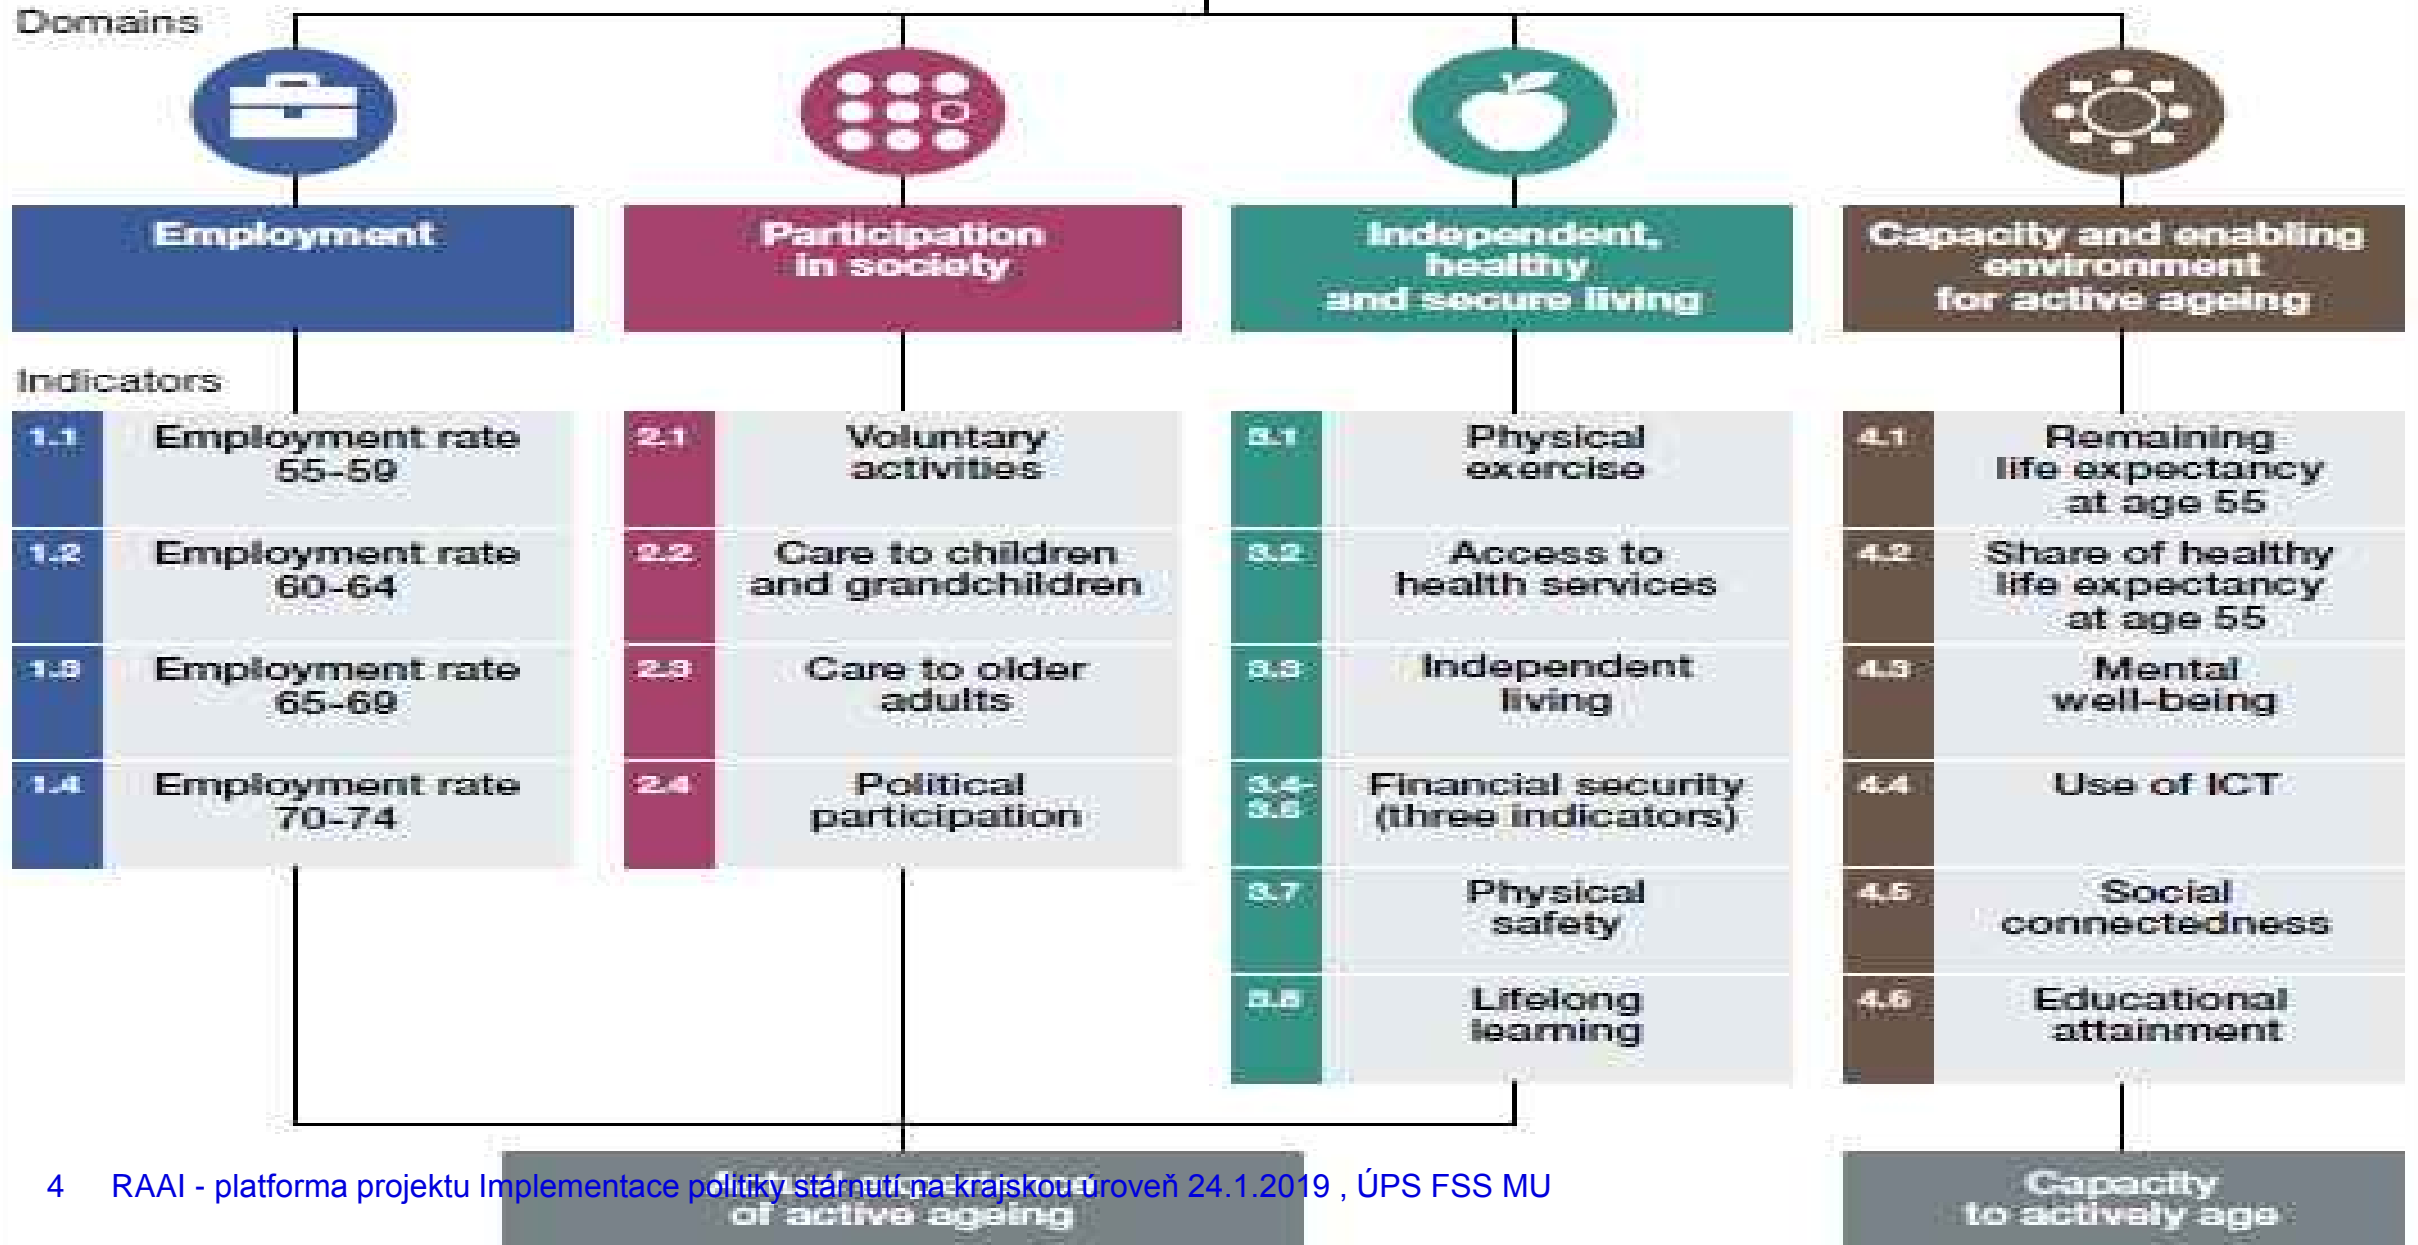 Domains
Employment
Participation
in society
Independent,
healthy
and secure living
Capacity and enabling
environment
for active ageing
Indicators
1.1 Employment rate
55-59
1.2 Employment rate
60-64
1.3 Employment rate
65-69
1.4 Employment rate
70-74
2.1 Voluntary
activities
2.2 Care to children
and grandchildren
2.3 Care to older
adults
2.4 Political
participation
3.1 Physical
exercise
3.2 Access to
health services
3.3 Independent
living
3.4- Financial security
(three indicators)
3.7 Physical
safety
3.8 Lifelong
learning
4.1 Remaining
life expectancy
at age 55
4.2 Share of healthy
life expectancy
at age 55
4.3 Mental
well-being
4.4 Use of ICT
4.5 Social
connectedness
4.6 Educational
attainment
of active ageing
Capacity
to actively age
4 RAAI - platforma projektu Implementace politiky stárnutí na krajskou úroveň 24.1.2019 , ÚPS FSS MU